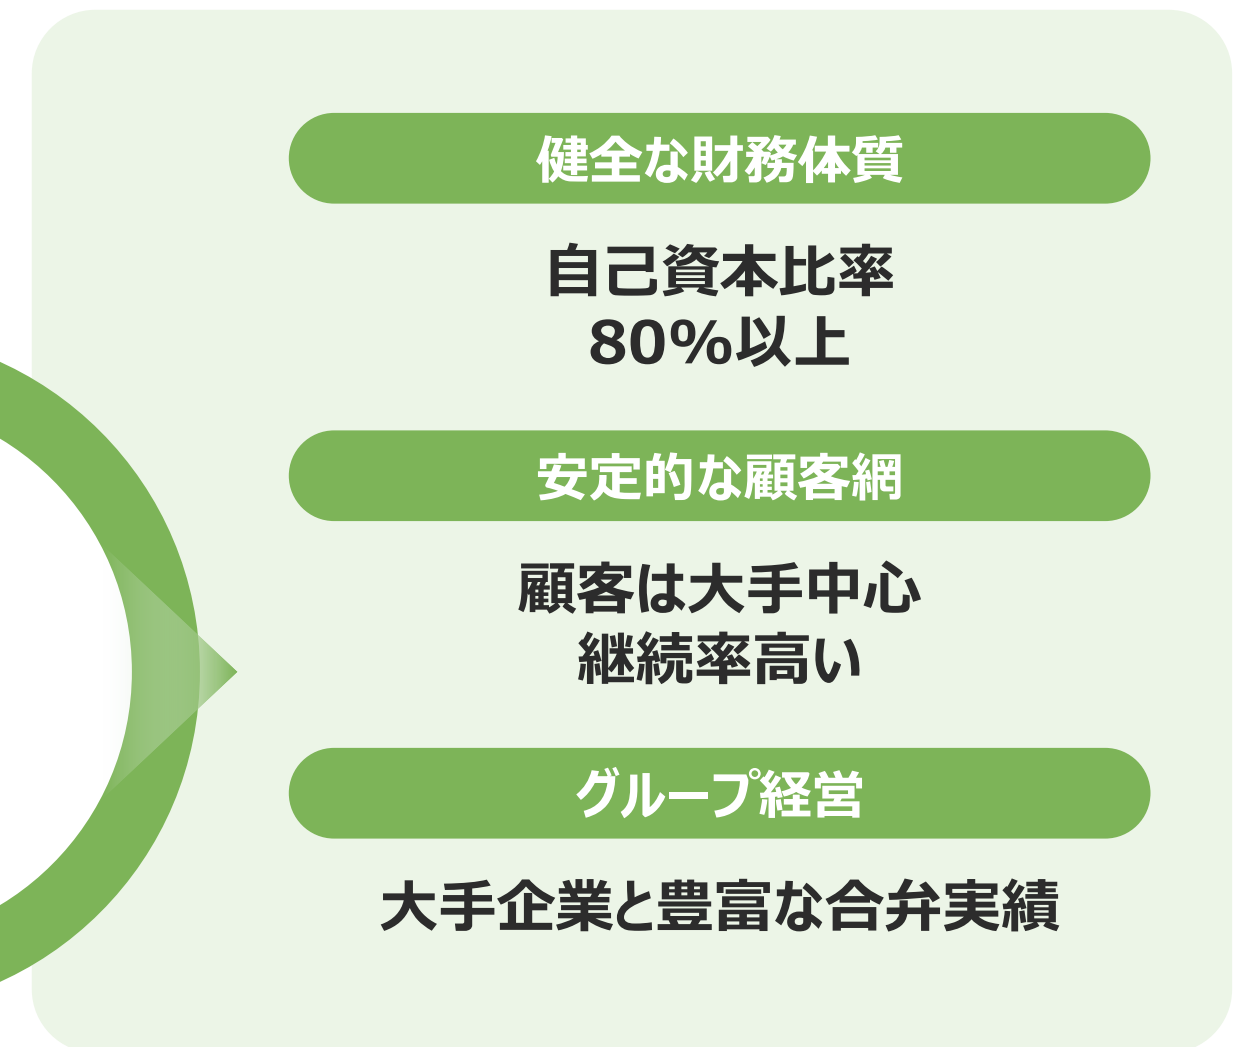 健全な財務体質
自己資本比率
80%以上
安定的な顧客網
顧客は大手中心
継続率高い
グループ経営
大手企業と豊富な合弁実績